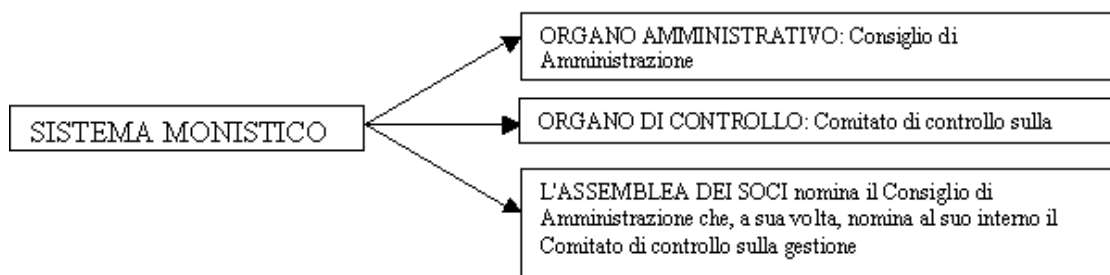 ORGANO AMMINISTRATIVO: Consiglio di
Amministrazione
SISTEMA MONISTICO
ORGANO DI CONTROLLO: Comitato di controllo sulla
L'ASSEMBLEA DEI SOCI nomina il Consiglio di
Amministrazione che, a sua volta, nomina al suo interno il
Comitato di controllo sulla gestione